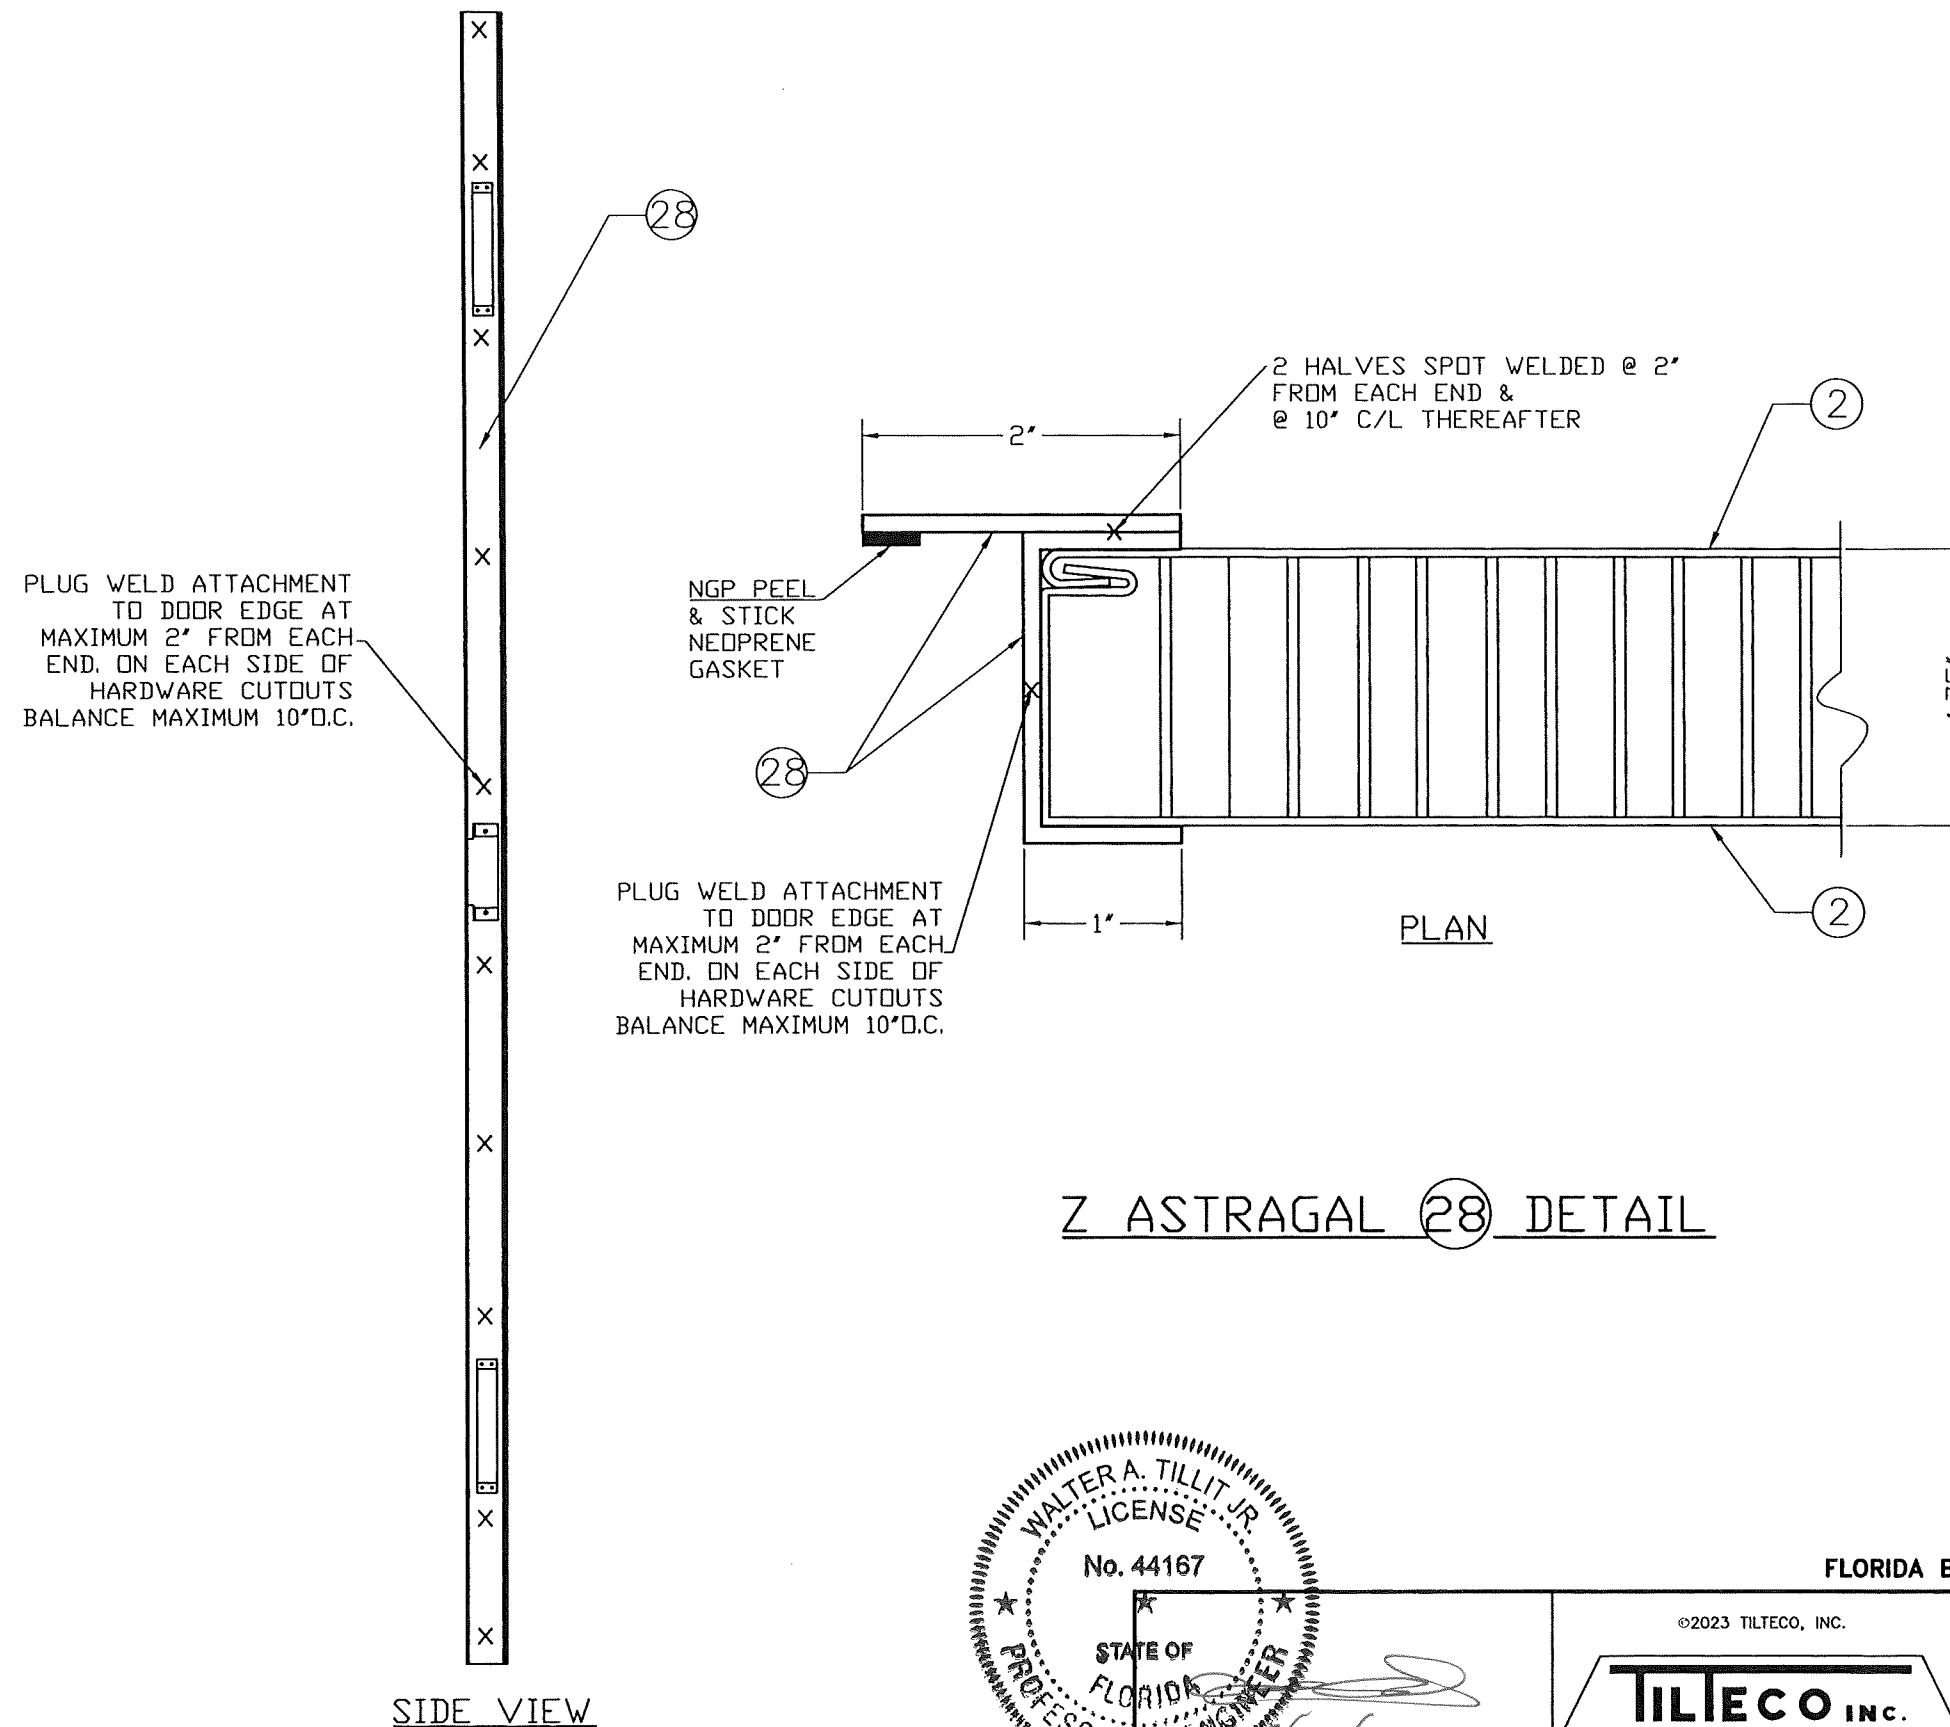 28
2 HALVES SPOT WELDED @ 2"
FROM EACH END &
@ 10" C/L THEREAFTER
2
2"
PLUG WELD ATTACHMENT
TO DOOR EDGE AT
MAXIMUM 2" FROM EACH
END. ON EACH SIDE OF
HARDWARE CUTOUTS
BALANCE MAXIMUM 10"O.C.
NGP PEEL
& STICK
NEOPRENE
GASKET
28
PLUG WELD ATTACHMENT
TO DOOR EDGE AT
MAXIMUM 2" FROM EACH
END. ON EACH SIDE OF
HARDWARE CUTOUTS
BALANCE MAXIMUM 10"O.C.
1"
PLAN
2
Z ASTRAGAL 28 DETAIL
WALTER A. TILLIT JR.
LICENSE
No. 44167
STATE OF
FLORIDA
ENGINEER
FLORIDA
©2023 TILTECO, INC.
TILTECO INC.
SIDE VIEW